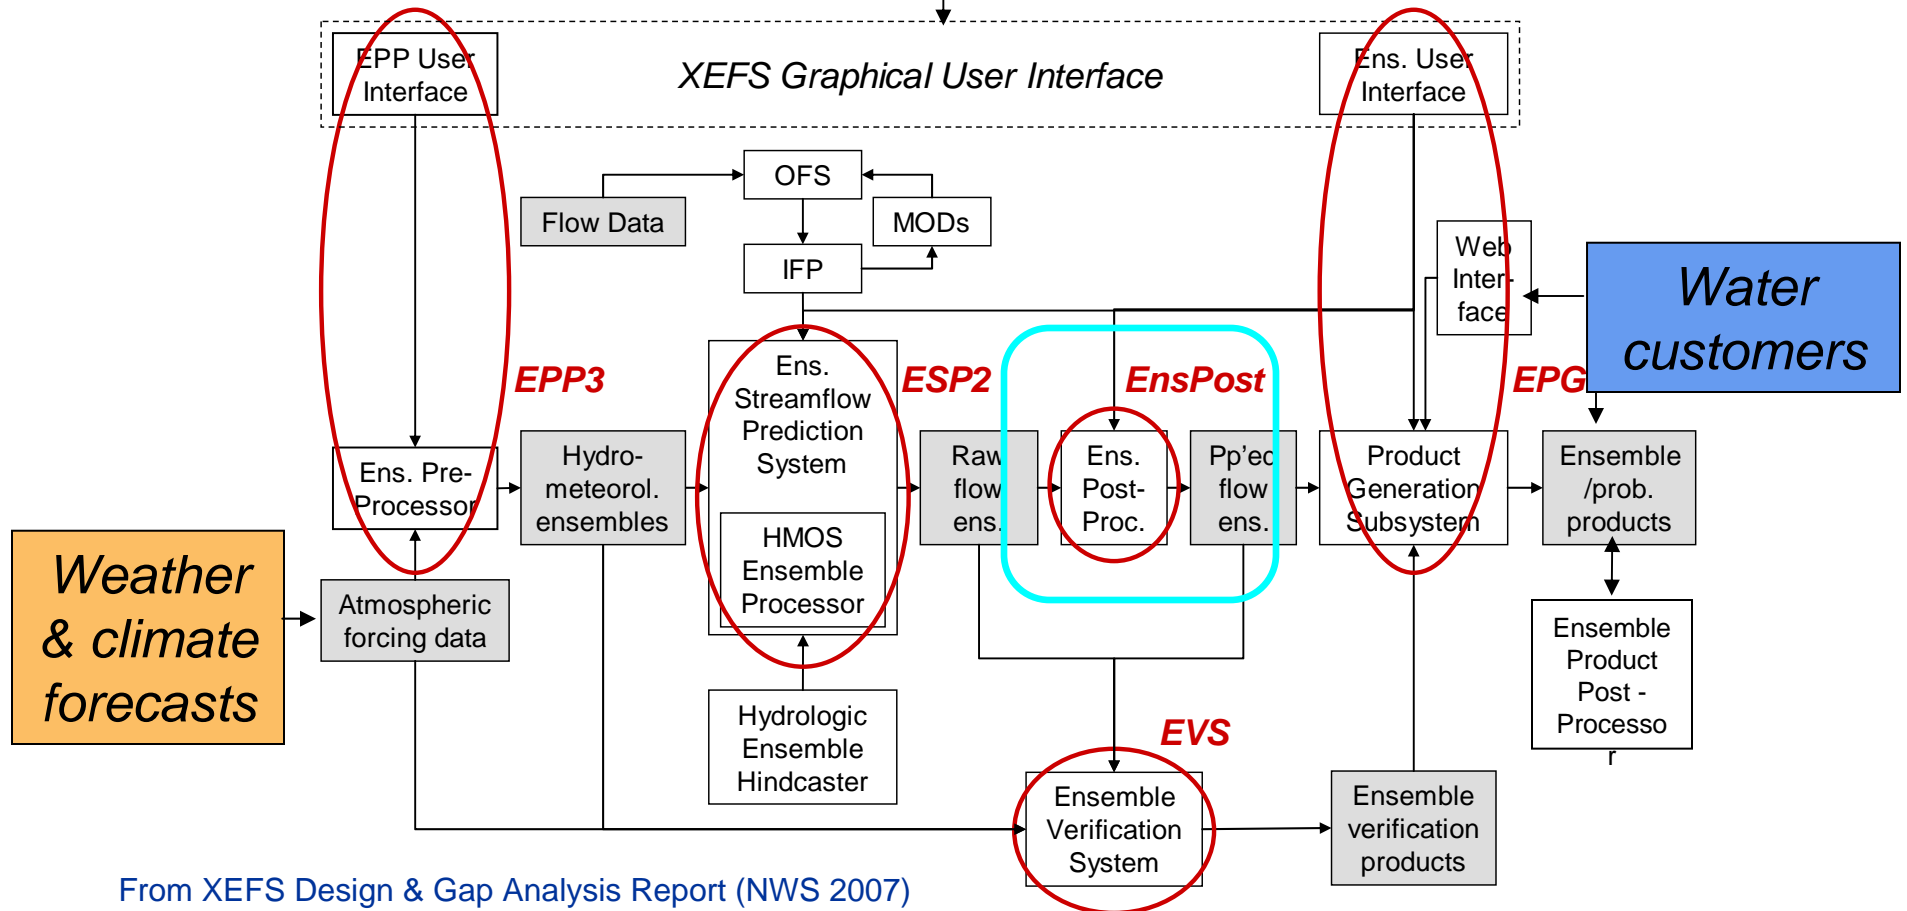 EPP User
Interface
XEFS Graphical User Interface
Ens. User
Interface
OFS
Flow Data
MODs
IFP
Web
Inter-
face
Water
customers
EPP3
Ens.
Streamflow
Prediction
System
ESP2
EnsPost
EPG
Ens. Pre-
Processor
Hydro-
meteorol.
ensembles
HMOS
Ensemble
Processor
Raw
flow
ens.
Ens.
Post-
Proc.
Pp'ed
flow
ens.
Product
Generation
Subsystem
Ensemble
/prob.
products
Weather
& climate
forecasts
Atmospheric
forcing data
Ensemble
Product
Post -
Processo
r
Hydrologic
Ensemble
Hindcaster
EVS
Ensemble
Verification
System
Ensemble
verification
products
From XEFS Design & Gap Analysis Report (NWS 2007)